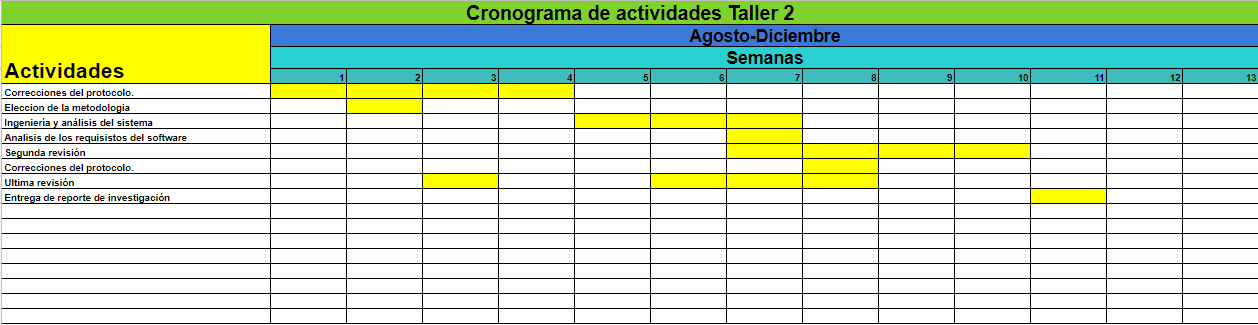 Cronograma de actividades Taller 2
Agosto-Diciembre
Semanas
Actividades
1 2 3 4 5 6 7 8 9 10 11 12 13
Correcciones del protocolo.
Eleccion de la metodologia
Ingeniería y análisis del sistema
Analisis de los requisistos del software
Segunda revisión
Correcciones del protocolo.
Ultima revisión
Entrega de reporte de investigación